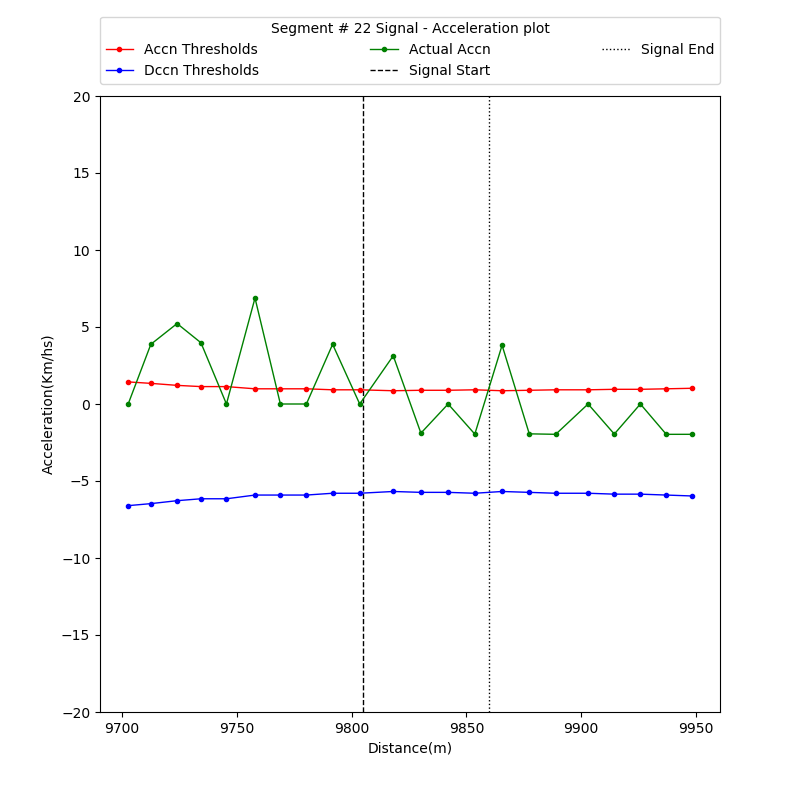 Segment # 22 Signal - Acceleration plot
Accn Thresholds
Actual Accn
Signal End
Dccn Thresholds
Signal Start
20
15
10
5
0
−5
−10
−15
−20
Acceleration(Km/hs)
9700 9750 9800 9850 9900 9950
Distance(m)